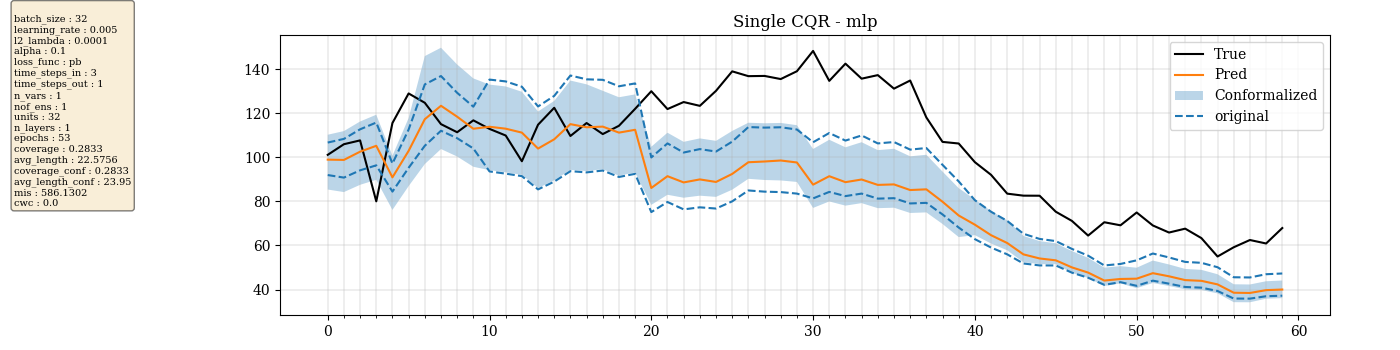 Single CQR - mlp
batch_size : 32
learning_rate : 0.005
l2_lambda : 0.0001
alpha : 0.1
loss_func : pb
time_steps_in : 3
time_steps_out : 1
n_vars : 1
nof_ens : 1
units : 32
n_layers : 1
epochs : 53
coverage : 0.2833
avg_length : 22.5756
coverage_conf : 0.2833
avg_length_conf : 23.95
mis : 586.1302
cwc : 0.0
True
Pred
Conformalized
original
140
120
100
80
60
40
0 10 20 30 40 50 60